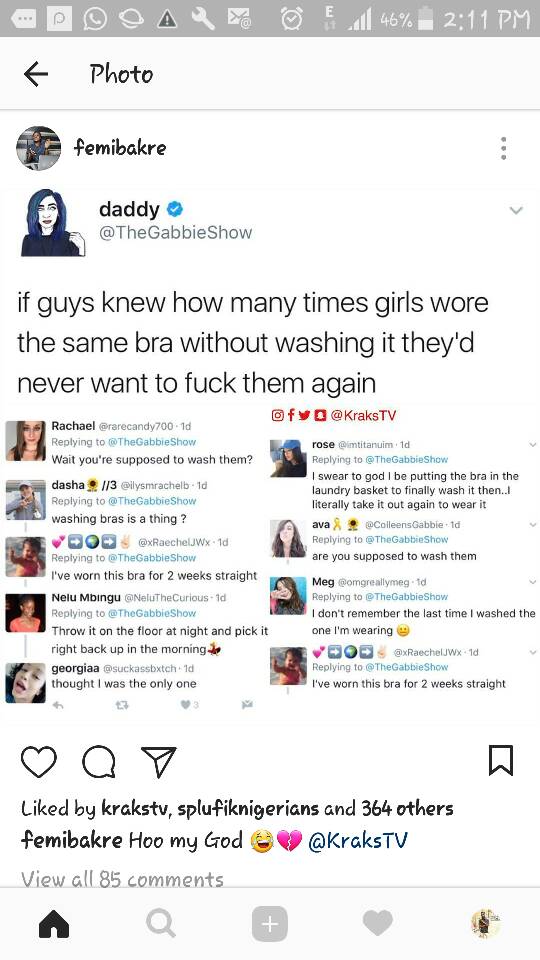 E 46% 2:11 PM
Photo
femibakre
daddy
@TheGabbieShow
if guys knew how many times girls wore
the same bra without washing it they'd
never want to fuck them again
@KraksTV
Rachael @rarecandy700 · 1d
Replying to @TheGabbieShow
Wait you're supposed to wash them?
dasha🌻 //3 @ilysmrachelb · 1d
Replying to @TheGabbieShow
washing bras is a thing ?
💕➡️🌍➡️✌🏻 @xRaechelJWx · 1d
Replying to @TheGabbieShow
I've worn this bra for 2 weeks straight
Nelu Mbingu @NeluTheCurious · 1d
Replying to @TheGabbieShow
Throw it on the floor at night and pick it
right back up in the morning💃
georgiaa @suckassbxtch · 1d
thought I was the only one
3
rose @imtitanuim · 1d
Replying to @TheGabbieShow
I swear to god I be putting the bra in the
laundry basket to finally wash it then..I
literally take it out again to wear it
ava🎗🌻 @ColleensGabbie · 1d
Replying to @TheGabbieShow
are you supposed to wash them
Meg @omgreallymeg · 1d
Replying to @TheGabbieShow
I don't remember the last time I washed the
one I'm wearing 😐
💕➡️🌍➡️✌🏻 @xRaechelJWx · 1d
Replying to @TheGabbieShow
I've worn this bra for 2 weeks straight
Liked by krakstv, splufiknigerians and 364 others
femibakre Hoo my God 😂💔 @KraksTV
View all 85 comments